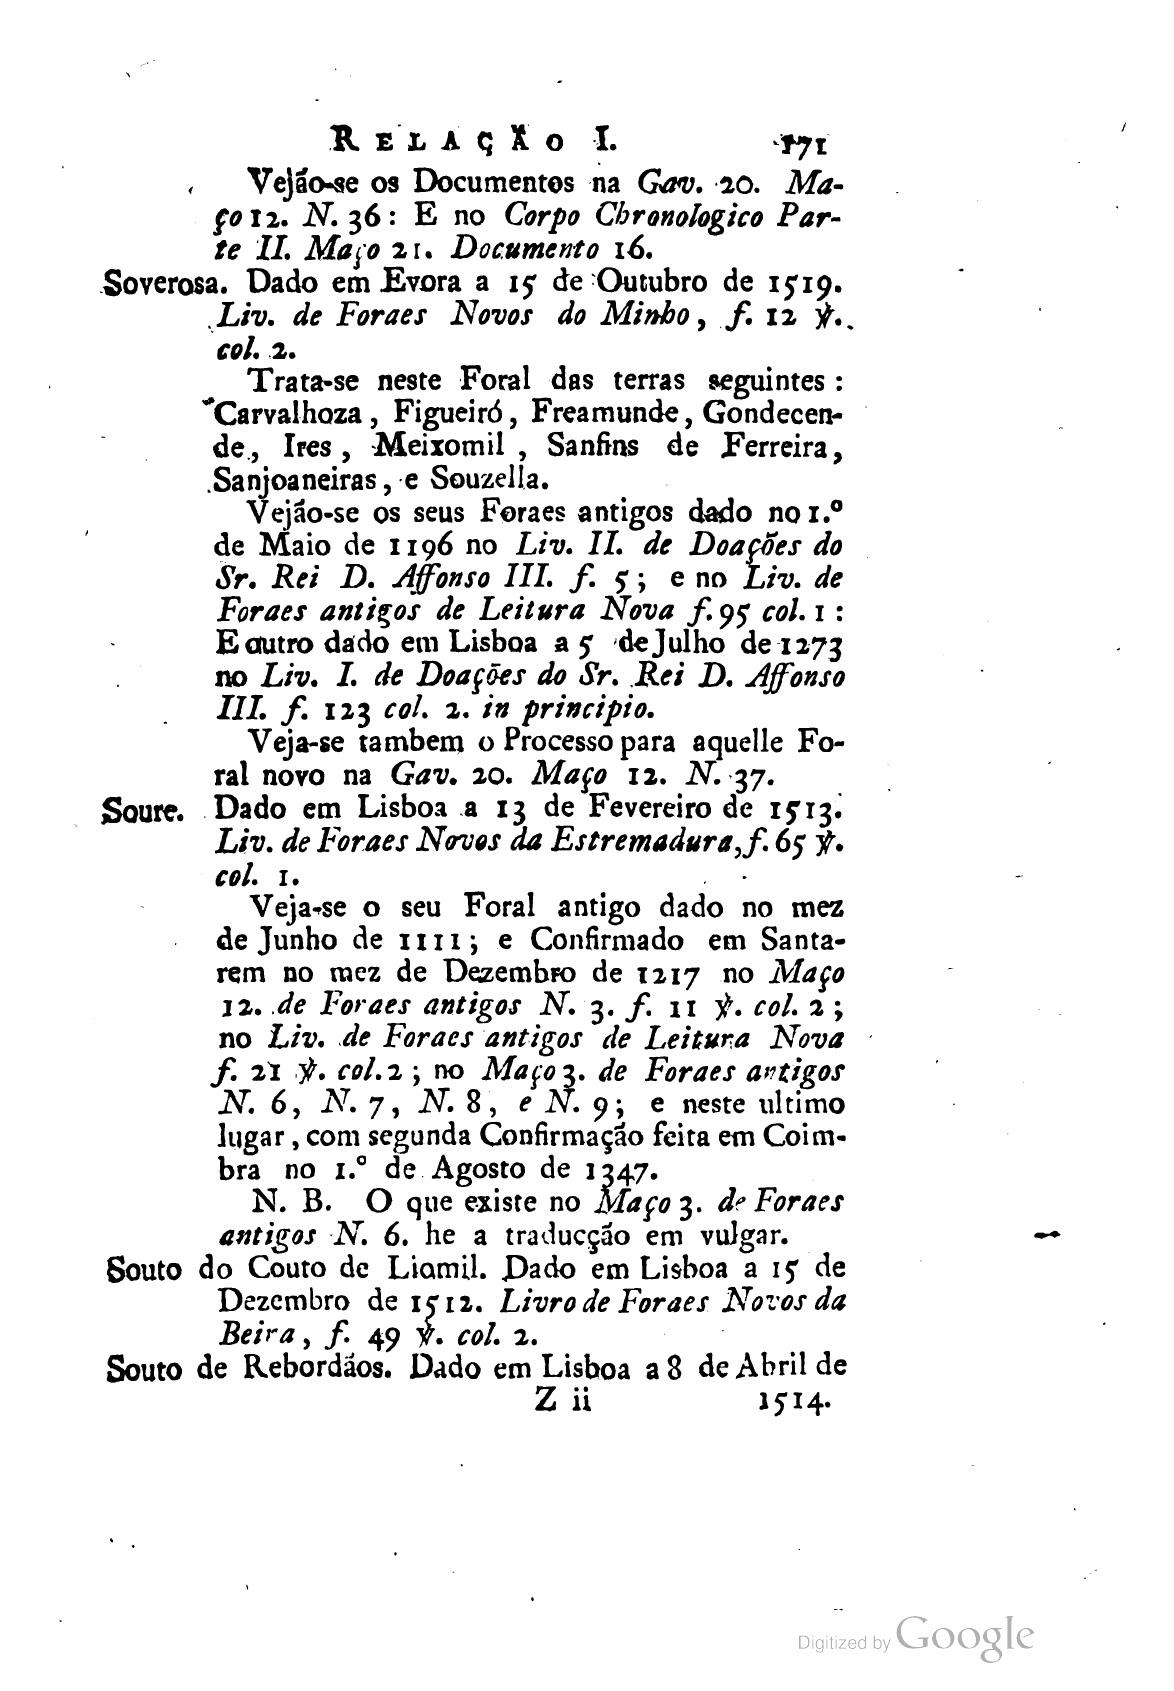 RELAÇÃO I. 171
Vejão-se os Documentos na Gav. 20. Ma-
ço 12. N. 36: E no Corpo Chronologico Par-
te II. Maço 21. Documento 16.
Soverosa. Dado em Evora a 15 de Outubro de 1519.
Liv. de Foraes Novos do Minho, f. 12 ℣.
col. 2.
Trata-se neste Foral das terras seguintes:
Carvalhoza, Figueiró, Freamunde, Gondecen-
de, Ires, Meixomil, Sanfins de Ferreira,
Sanjoaneiras, e Souzella.
Vejão-se os seus Foraes antigos dado no 1.º
de Maio de 1196 no Liv. II. de Doações do
Sr. Rei D. Affonso III. f. 5; e no Liv. de
Foraes antigos de Leitura Nova f. 95 col. 1:
E outro dado em Lisboa a 5 de Julho de 1273
no Liv. I. de Doações do Sr. Rei D. Affonso
III. f. 123 col. 2. in principio.
Veja-se tambem o Processo para aquelle Fo-
ral novo na Gav. 20. Maço 12. N. 37.
Soure. Dado em Lisboa a 13 de Fevereiro de 1513.
Liv. de Foraes Novos da Estremadura, f. 65 ℣.
col. 1.
Veja-se o seu Foral antigo dado no mez
de Junho de 1111; e Confirmado em Santa-
rem no mez de Dezembro de 1217 no Maço
12. de Foraes antigos N. 3. f. 11 ℣. col. 2;
no Liv. de Foraes antigos de Leitura Nova
f. 21 ℣. col. 2; no Maço 3. de Foraes antigos
N. 6, N. 7, N. 8, e N. 9; e neste ultimo
lugar, com segunda Confirmação feita em Coim-
bra no 1.º de Agosto de 1347.
N. B. O que existe no Maço 3. de Foraes
antigos N. 6. he a traducção em vulgar.
Souto do Couto de Liomil. Dado em Lisboa a 15 de
Dezembro de 1512. Livro de Foraes Novos da
Beira, f. 49 ℣. col. 2.
Souto de Rebordãos. Dado em Lisboa a 8 de Abril de
Z ii 1514.
Digitized by Google